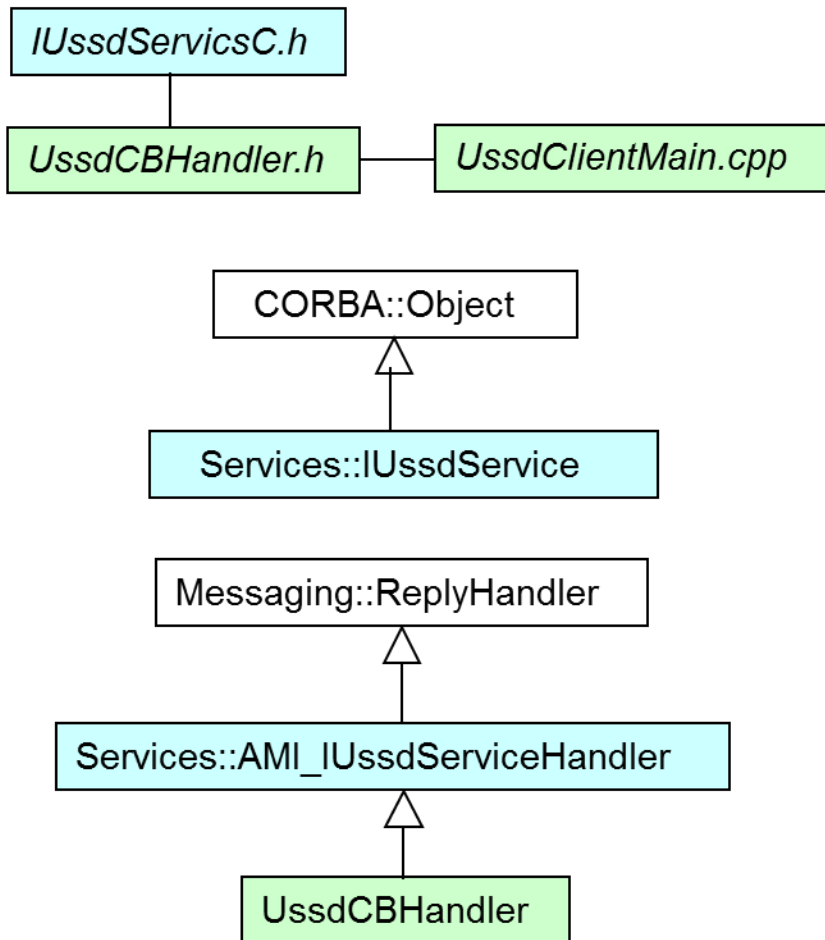 IUssdServicsC.h
UssdCBHandler.h
UssdClientMain.cpp
CORBA::Object
Services::IUssdService
Messaging::ReplyHandler
Services::AMI_IUssdServiceHandler
UssdCBHandler